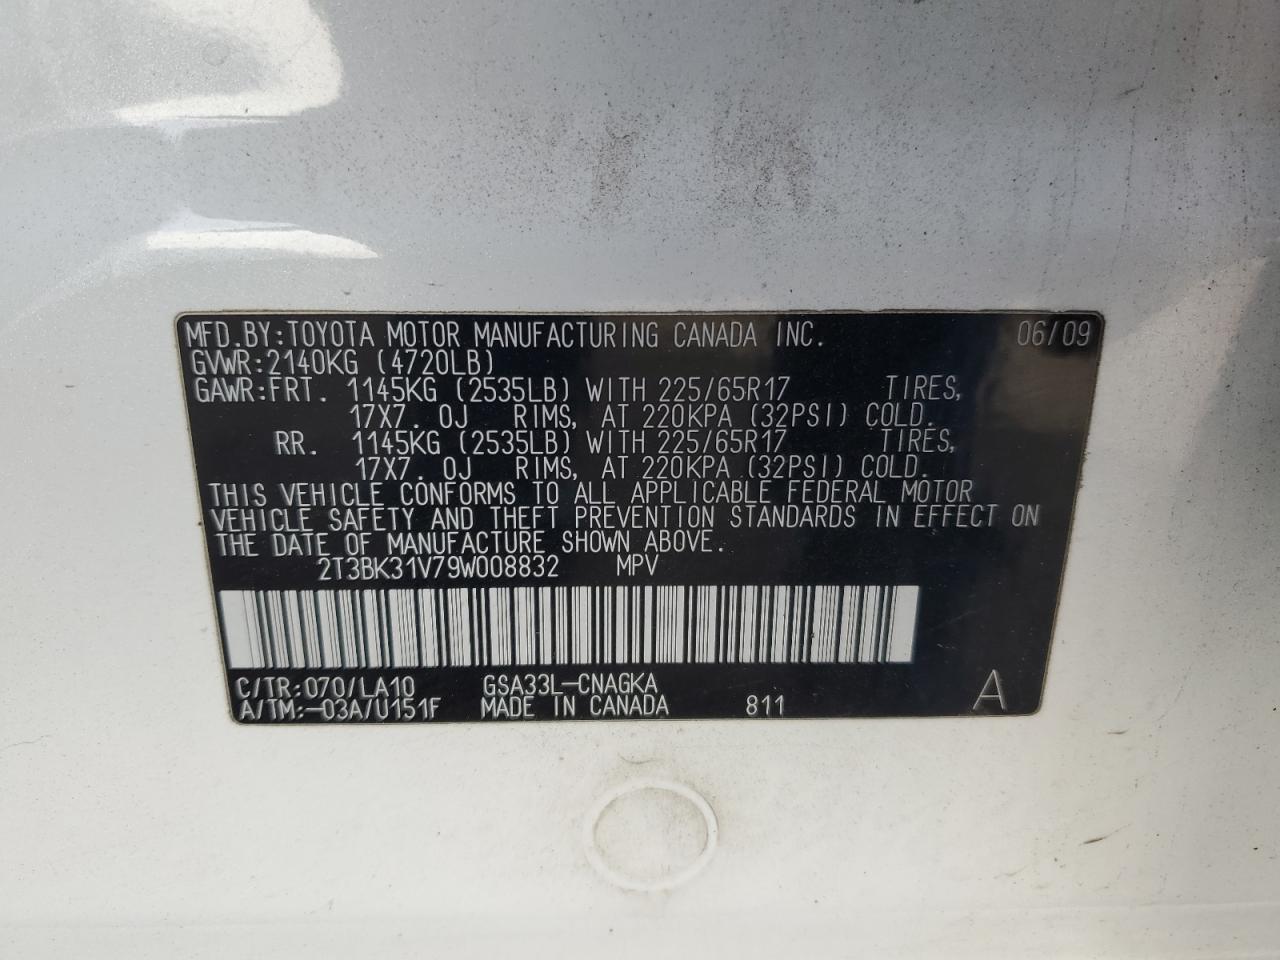 MFD.BY:TOYOTA MOTOR MANUFACTURING CANADA INC. 06/09
GVWR:2140KG (4720LB)
GAWR:FRT. 1145KG (2535LB) WITH 225/65R17 TIRES,
17X7.0J RIMS, AT 220KPA (32PSI) COLD.
RR. 1145KG (2535LB) WITH 225/65R17 TIRES,
17X7.0J RIMS, AT 220KPA (32PSI) COLD.
THIS VEHICLE CONFORMS TO ALL APPLICABLE FEDERAL MOTOR
VEHICLE SAFETY AND THEFT PREVENTION STANDARDS IN EFFECT ON
THE DATE OF MANUFACTURE SHOWN ABOVE.
2T3BK31V79W008832 MPV
C/TR:070/LA10 GSA33L-CNAGKA
A/TM:-03A/U151F MADE IN CANADA 811 A